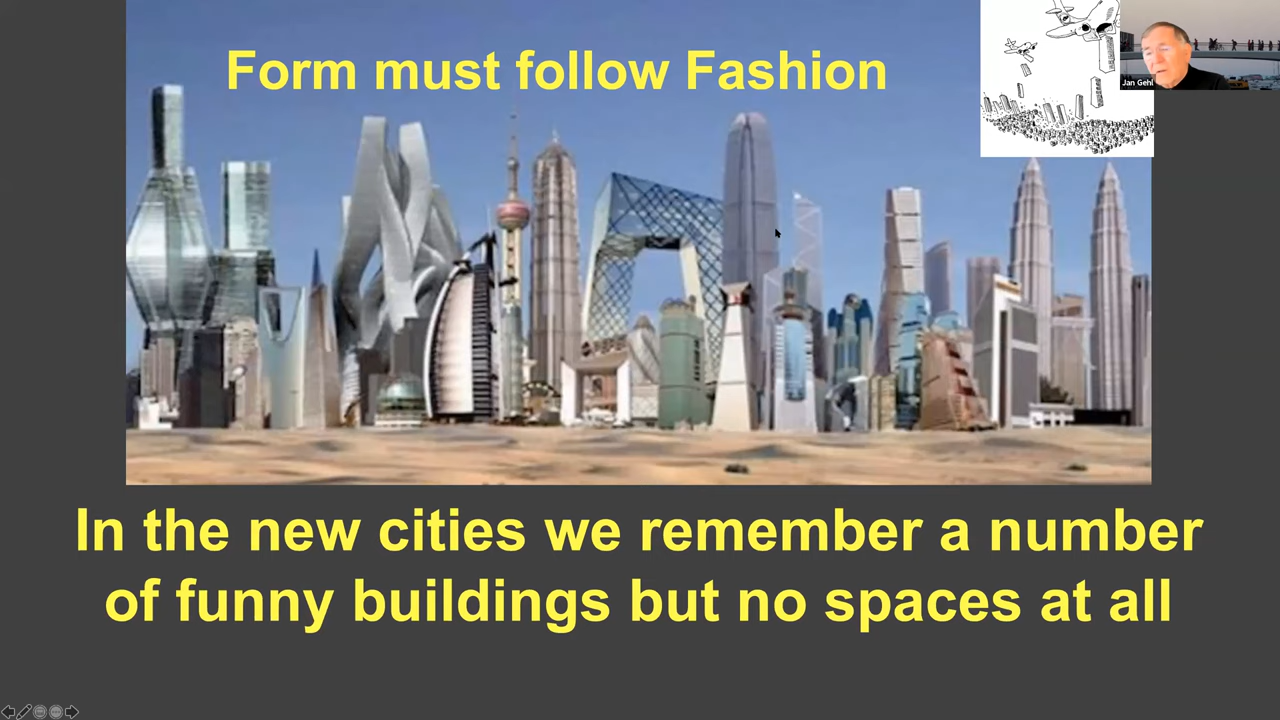 Form must follow Fashion
Jan Gehl
In the new cities we remember a number
of funny buildings but no spaces at all